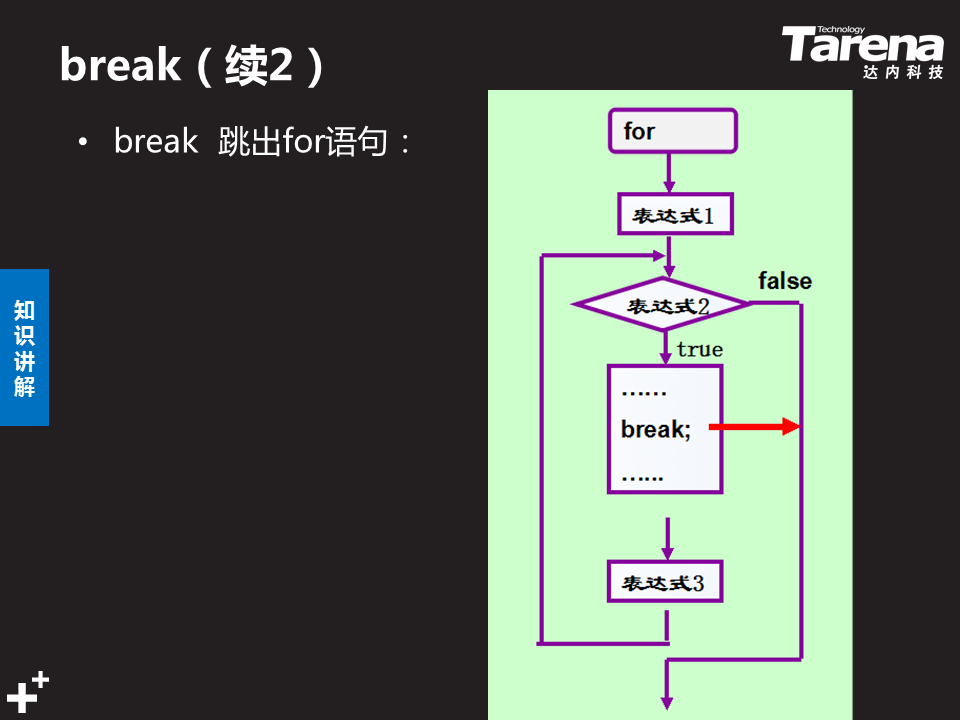 break（续2）
Technology
Tarena
达内科技
• break 跳出for语句：
知识讲解
for
表达式1
表达式2
false
true
……
break;
…...
表达式3